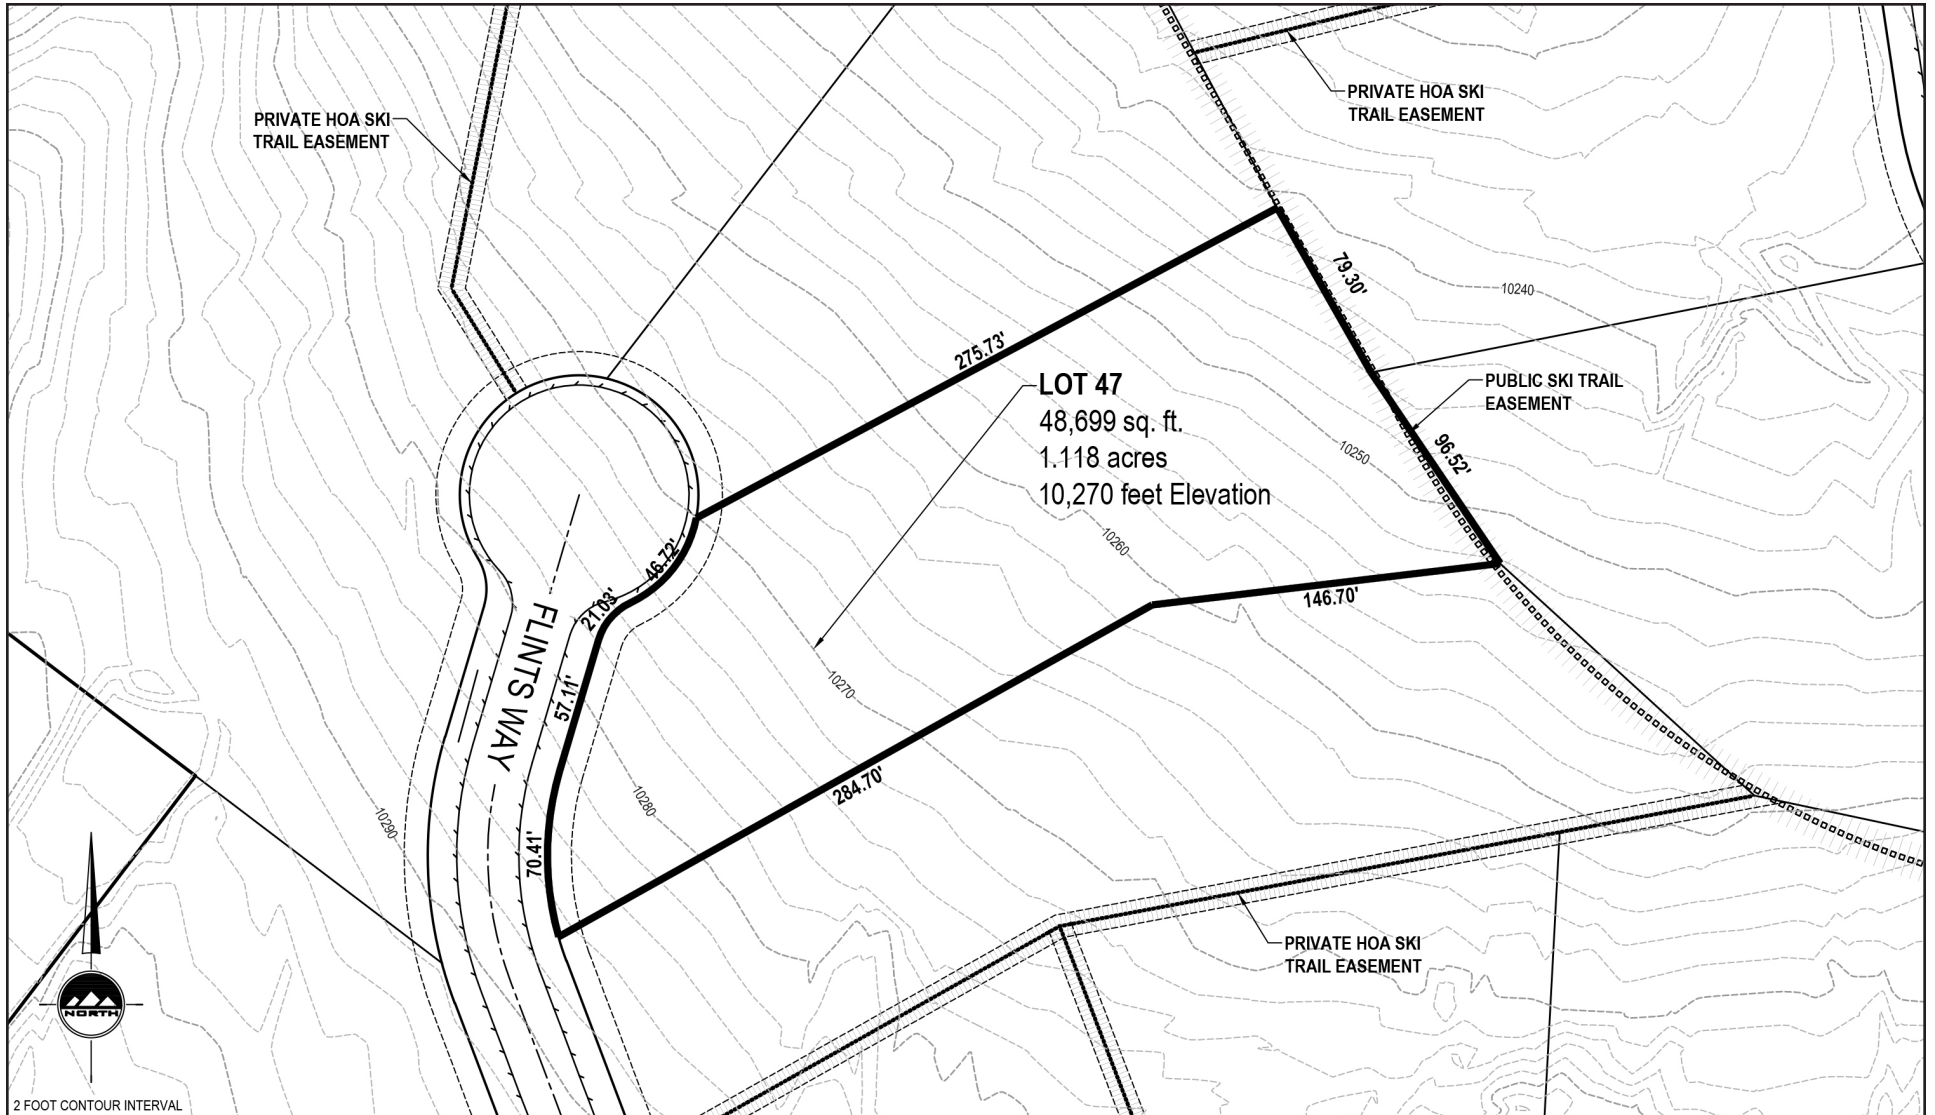 PRIVATE HOA SKI
TRAIL EASEMENT
PRIVATE HOA SKI
TRAIL EASEMENT
79.30'
10240
275.73'
LOT 47
48,699 sq. ft.
1.118 acres
10,270 feet Elevation
PUBLIC SKI TRAIL
EASEMENT
96.52'
10250
10260
46.72'
21.03'
146.70'
FLINTS WAY
57.11'
10270
284.70'
10280
10290
70.41'
PRIVATE HOA SKI
TRAIL EASEMENT
NORTH
2 FOOT CONTOUR INTERVAL